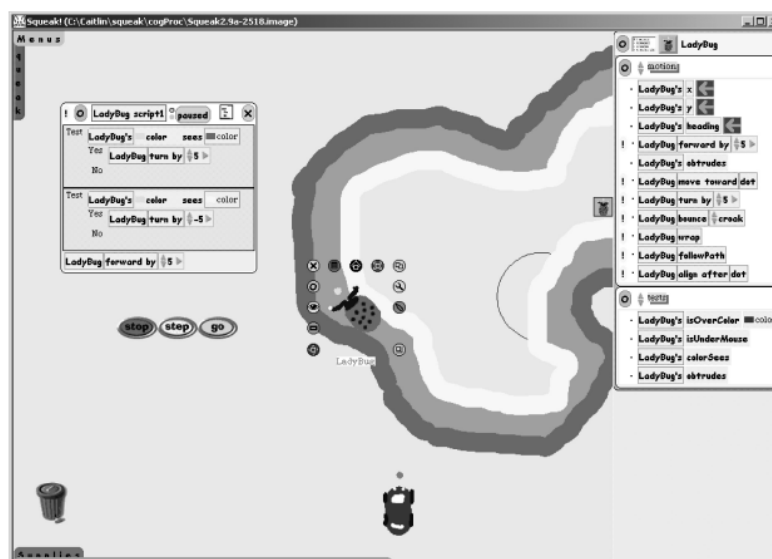 Squeak! (C:\Caitlin\squeak\cogProc\Squeak2.9a-2518.image)
Menus
squeak
! LadyBug script1 paused
Test LadyBug's color sees color
Yes LadyBug turn by 5
No
Test LadyBug's color sees color
Yes LadyBug turn by -5
No
LadyBug forward by 5
stop step go
LadyBug
Supplies
LadyBug
motion
LadyBug's x
LadyBug's y
LadyBug's heading
! LadyBug forward by 5
LadyBug's obtrudes
! LadyBug move toward dot
! LadyBug turn by 5
! LadyBug bounce croak
! LadyBug wrap
! LadyBug followPath
! LadyBug align after dot
tests
LadyBug's isOverColor color
LadyBug's isUnderMouse
LadyBug's colorSees
LadyBug's obtrudes